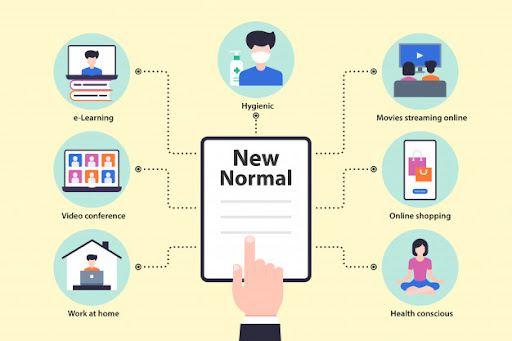 Hygienic
e-Learning
Movies streaming online
New
Normal
Video conference
Online shopping
Work at home
Health conscious